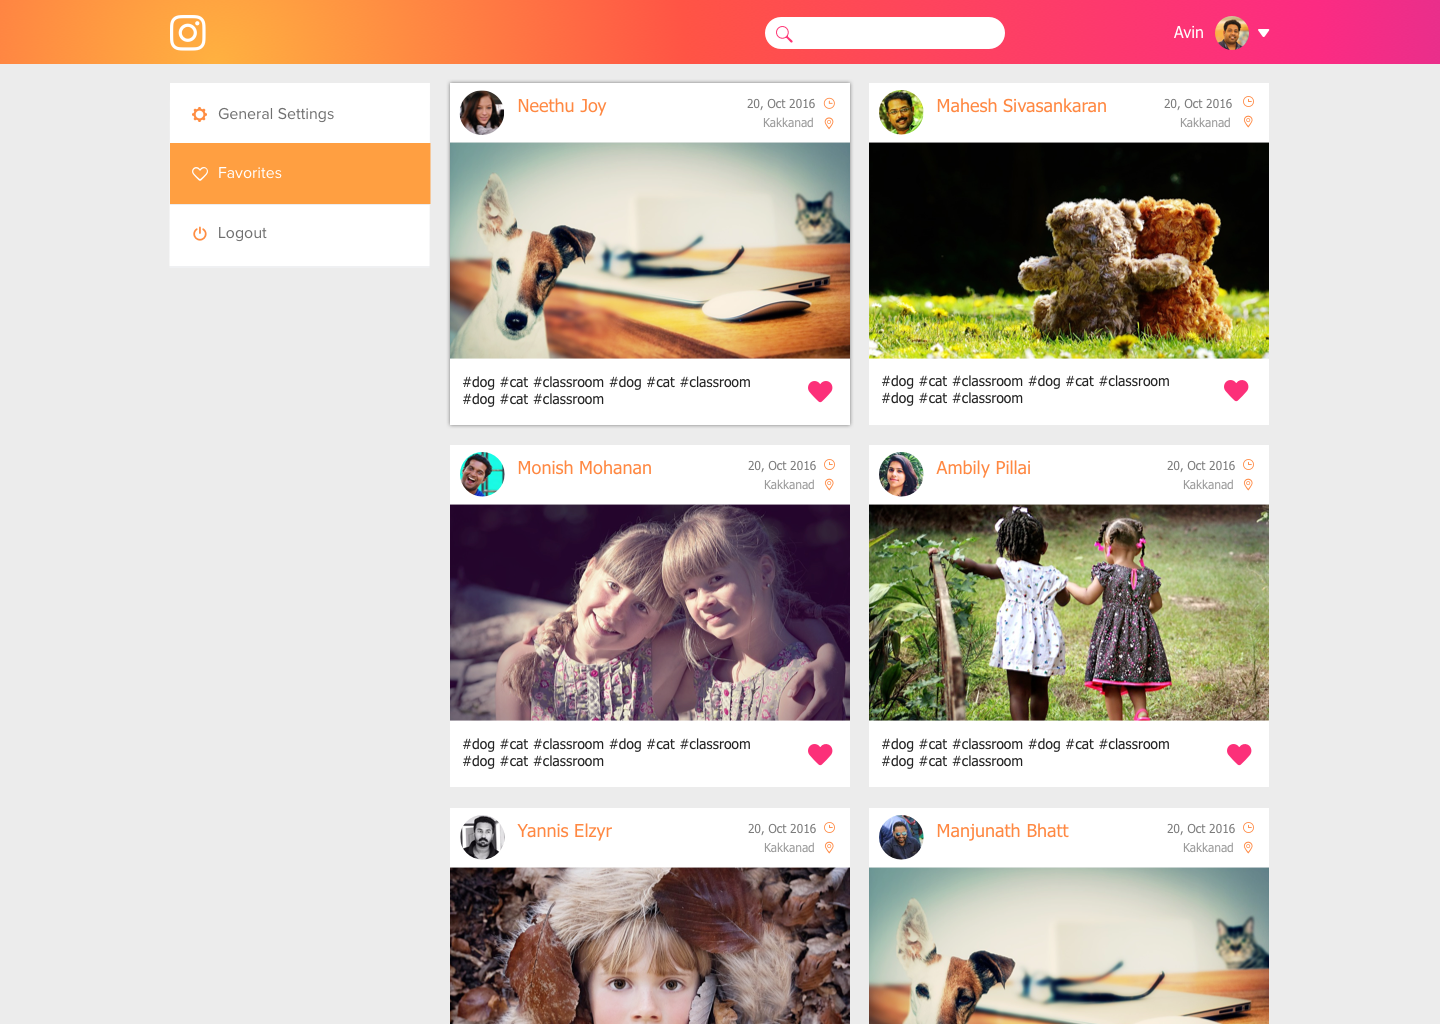 Avin
General Settings
Favorites
Logout
Neethu Joy
20, Oct 2016
Kakkanad
#dog #cat #classroom #dog #cat #classroom
#dog #cat #classroom
Mahesh Sivasankaran
20, Oct 2016
Kakkanad
#dog #cat #classroom #dog #cat #classroom
#dog #cat #classroom
Monish Mohanan
20, Oct 2016
Kakkanad
#dog #cat #classroom #dog #cat #classroom
#dog #cat #classroom
Ambily Pillai
20, Oct 2016
Kakkanad
#dog #cat #classroom #dog #cat #classroom
#dog #cat #classroom
Yannis Elzyr
20, Oct 2016
Kakkanad
Manjunath Bhatt
20, Oct 2016
Kakkanad